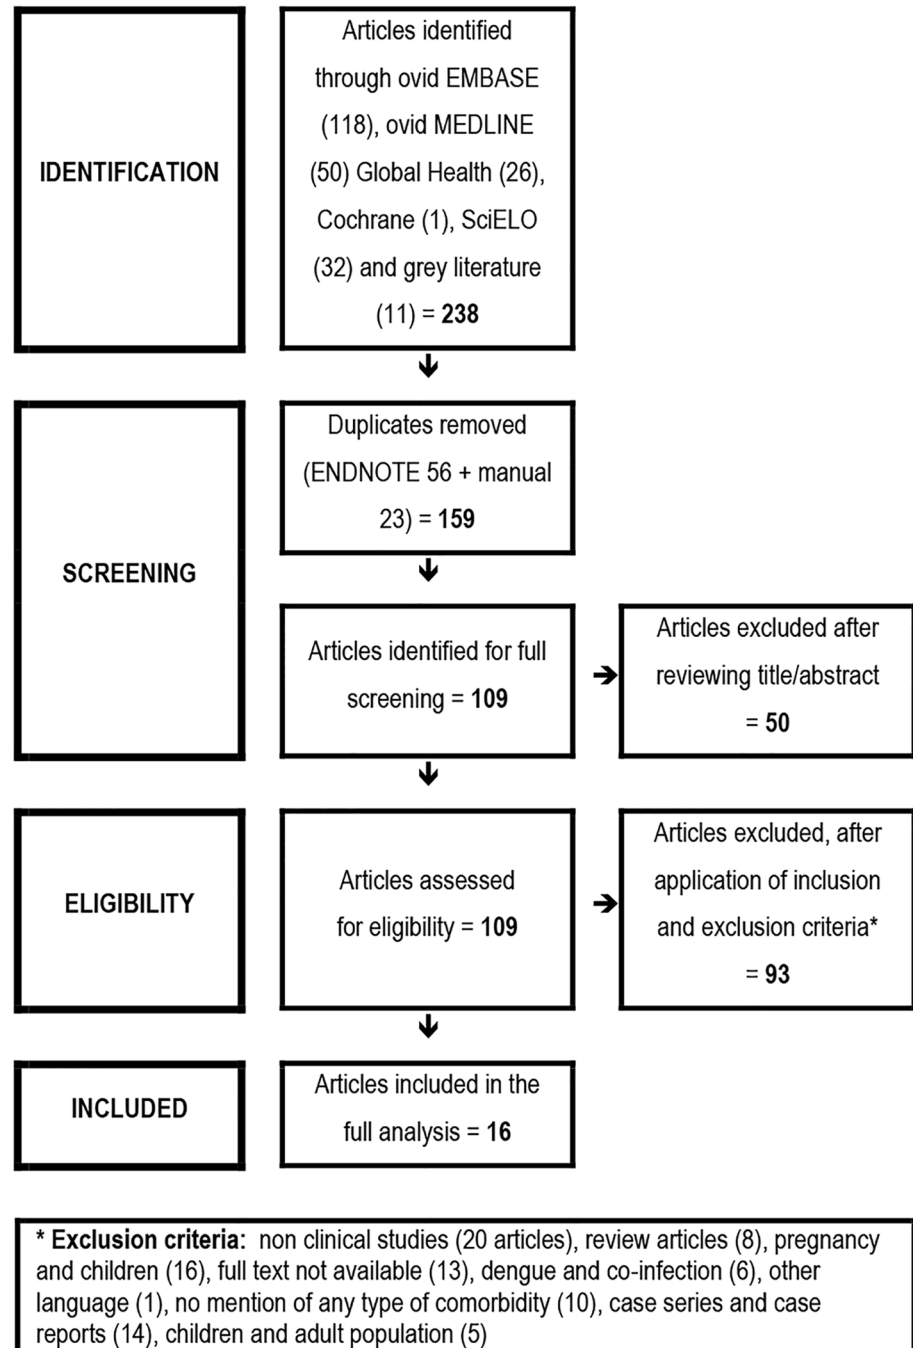 IDENTIFICATION
Articles identified
through ovid EMBASE
(118), ovid MEDLINE
(50) Global Health (26),
Cochrane (1), SciELO
(32) and grey literature
(11) = 238
SCREENING
Duplicates removed
(ENDNOTE 56 + manual
23) = 159
Articles identified for full
screening = 109
Articles excluded after
reviewing title/abstract
= 50
ELIGIBILITY
Articles assessed
for eligibility = 109
Articles excluded, after
application of inclusion
and exclusion criteria*
= 93
INCLUDED
Articles included in the
full analysis = 16
* Exclusion criteria: non clinical studies (20 articles), review articles (8), pregnancy
and children (16), full text not available (13), dengue and co-infection (6), other
language (1), no mention of any type of comorbidity (10), case series and case
reports (14), children and adult population (5)